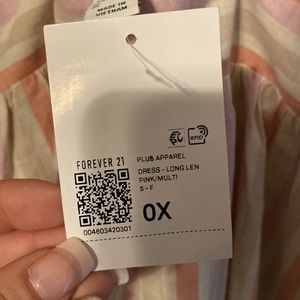 MADE IN
VIETNAM
RFID
FOREVER 21
PLUS APPAREL
DRESS - LONG LEN
PINK/MULTI
5 - F
0X
004603420301